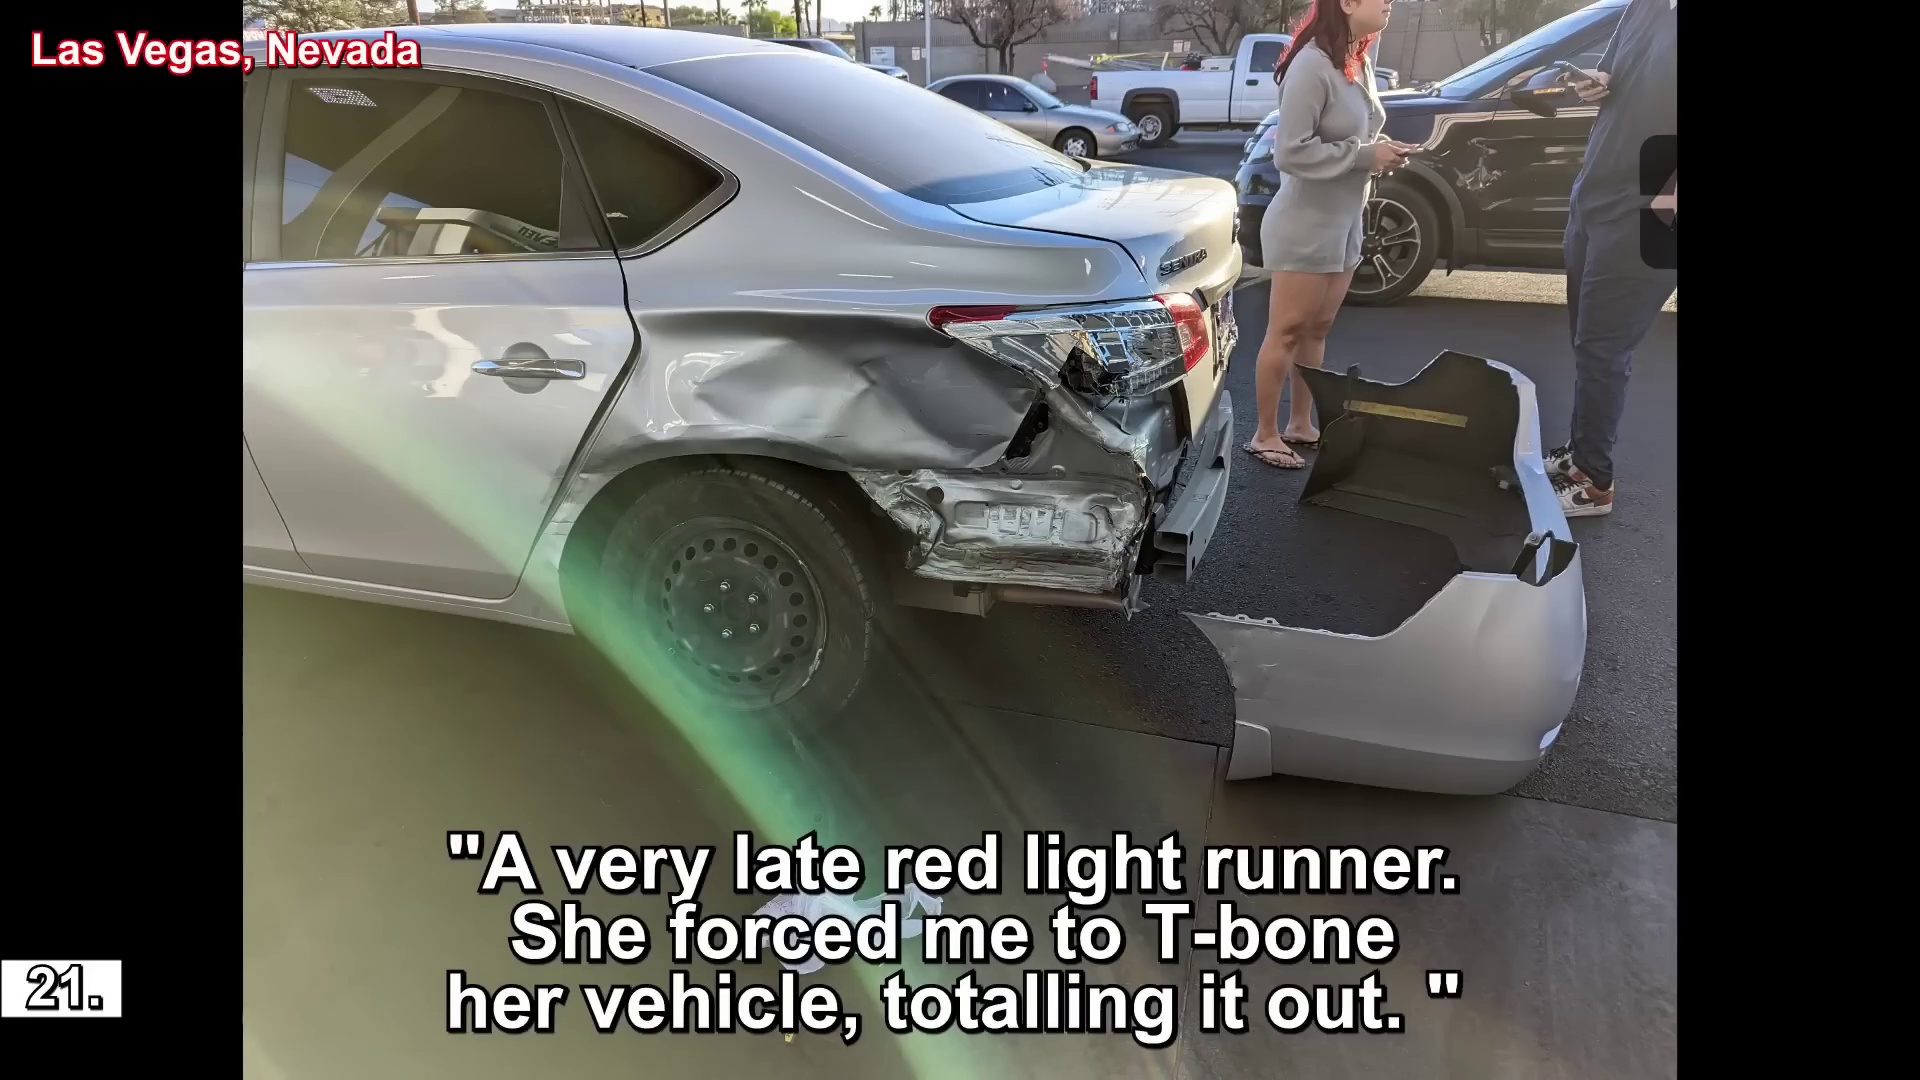 Las Vegas, Nevada
SENTRA
"A very late red light runner.
She forced me to T-bone
her vehicle, totalling it out. "
21.